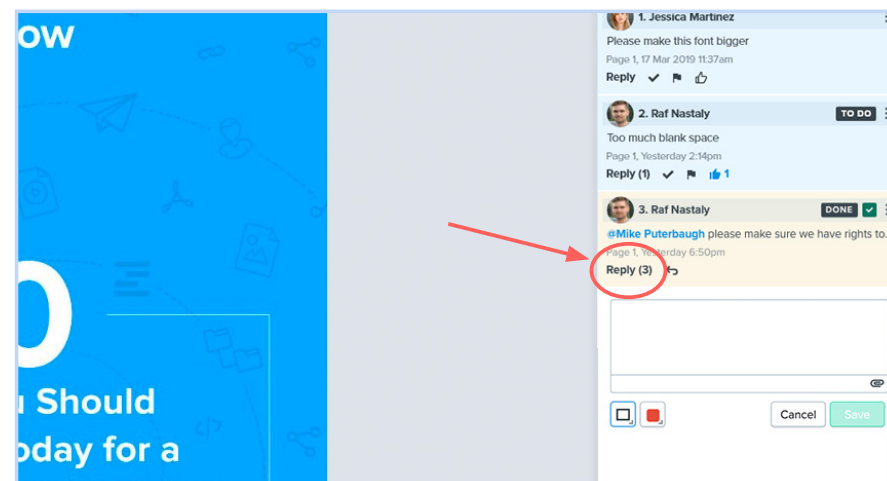 ow
0
u Should
oday for a
1. Jessica Martinez
Please make this font bigger
Page 1, 17 Mar 2019 11:37am
Reply
2. Raf Nastaly
TO DO
Too much blank space
Page 1, Yesterday 2:14pm
Reply (1)
1
3. Raf Nastaly
DONE
@Mike Puterbaugh please make sure we have rights to.
Page 1, Yesterday 6:50pm
Reply (3)
Cancel
Save